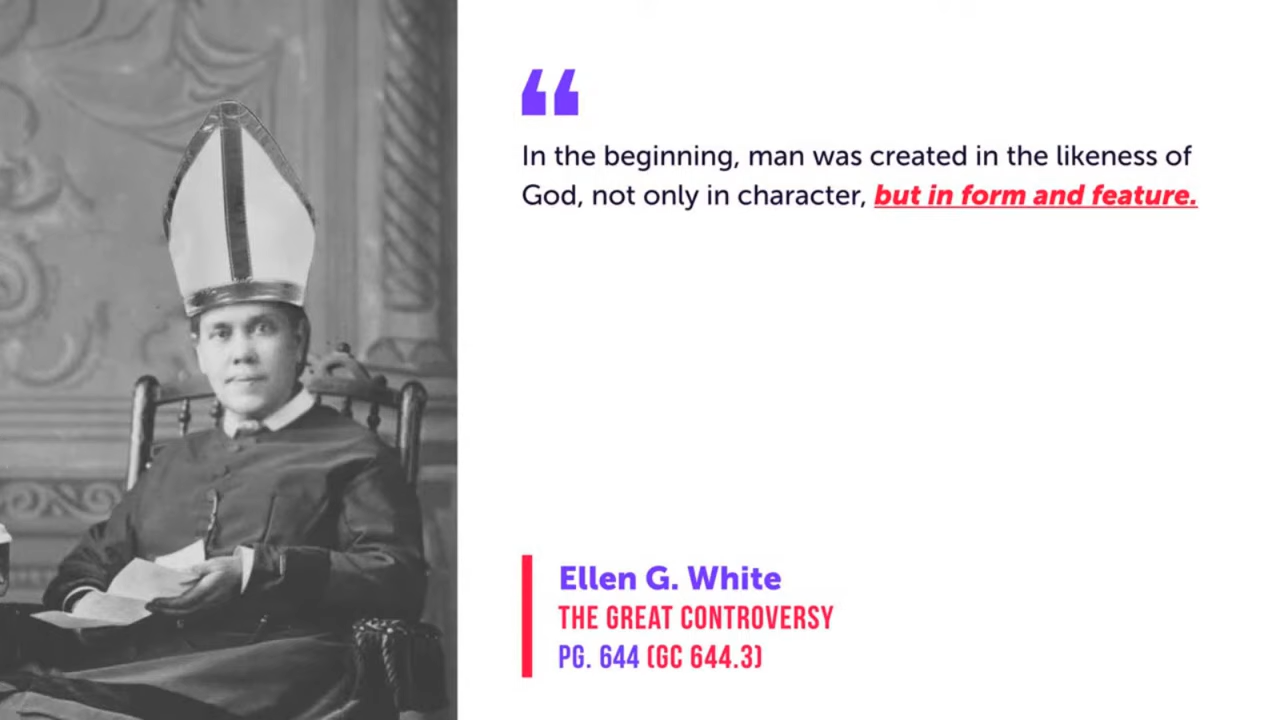 “
In the beginning, man was created in the likeness of
God, not only in character, but in form and feature.
Ellen G. White
THE GREAT CONTROVERSY
PG. 644 (GC 644.3)